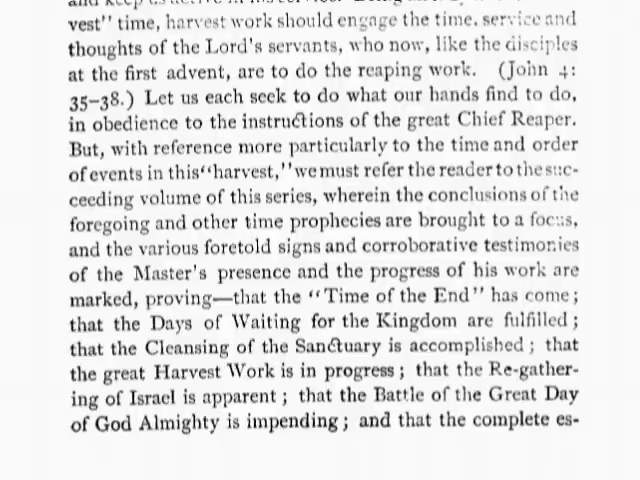 vest" time, harvest work should engage the time, service and
thoughts of the Lord's servants, who now, like the disciples
at the first advent, are to do the reaping work. (John 4:
35–38.) Let us each seek to do what our hands find to do,
in obedience to the instructions of the great Chief Reaper.
But, with reference more particularly to the time and order
of events in this "harvest," we must refer the reader to the suc-
ceeding volume of this series, wherein the conclusions of the
foregoing and other time prophecies are brought to a focus,
and the various foretold signs and corroborative testimonies
of the Master's presence and the progress of his work are
marked, proving—that the "Time of the End" has come;
that the Days of Waiting for the Kingdom are fulfilled;
that the Cleansing of the Sanctuary is accomplished; that
the great Harvest Work is in progress; that the Re-gather-
ing of Israel is apparent; that the Battle of the Great Day
of God Almighty is impending; and that the complete es-